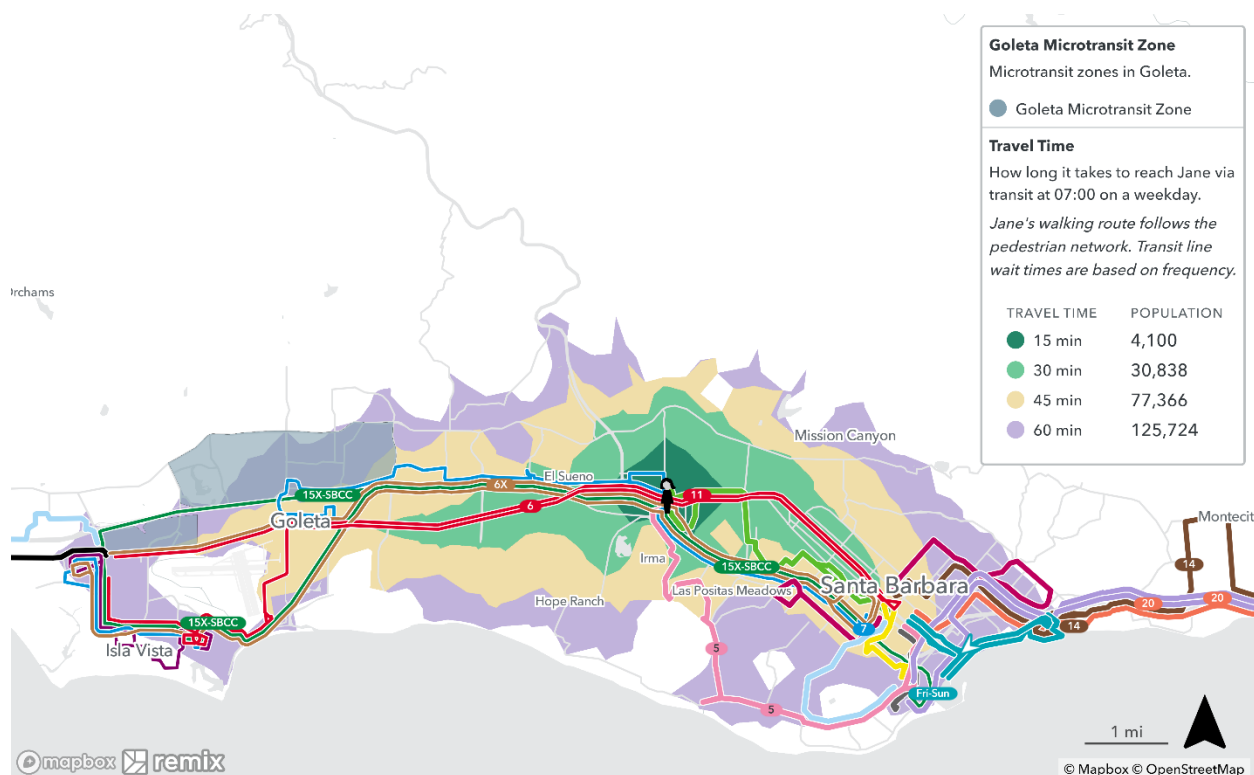 Goleta Microtransit Zone
Microtransit zones in Goleta.
Goleta Microtransit Zone
Travel Time
How long it takes to reach Jane via
transit at 07:00 on a weekday.
Jane's walking route follows the
pedestrian network. Transit line
wait times are based on frequency.
TRAVEL TIME POPULATION
15 min 4,100
30 min 30,838
45 min 77,366
60 min 125,724
Orchams
Mission Canyon
El Sueno
6X
11
15X-SBCC
6
Goleta
Montecit
Irma
15X-SBCC
14
Las Positas Meadows
Santa Barbara
Hope Ranch
20
20
15X-SBCC
7
14
Isla Vista
5
Fri-Sun
5
1 mi
mapbox remix
© Mapbox © OpenStreetMap